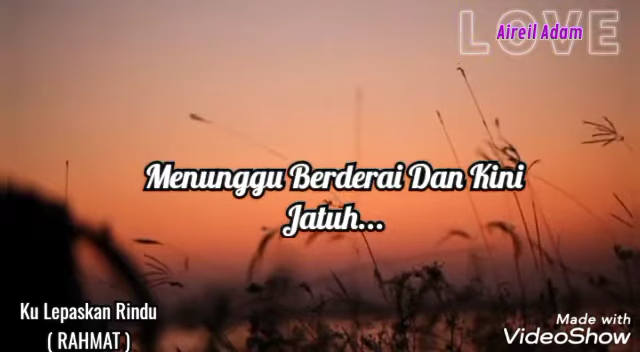 LOVE
Aireil Adam
Menunggu Berderai Dan Kini
Jatuh...
Ku Lepaskan Rindu
( RAHMAT )
Made with
VideoShow